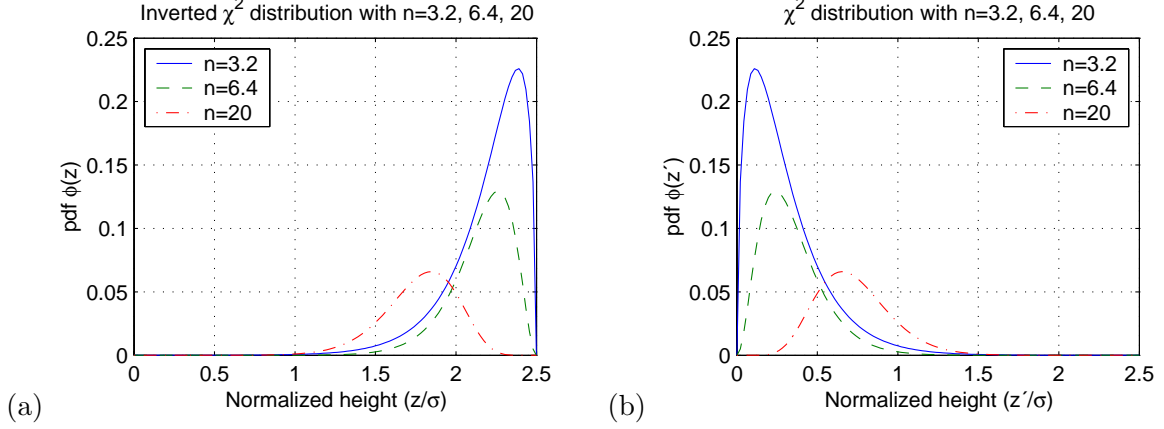 Inverted χ² distribution with n=3.2, 6.4, 20
0.25
0.2
0.15
0.1
0.05
0
pdf ϕ(z)
n=3.2
n=6.4
n=20
0 0.5 1 1.5 2 2.5
Normalized height (z/σ)
(a)
χ² distribution with n=3.2, 6.4, 20
0.25
0.2
0.15
0.1
0.05
0
pdf ϕ(z´)
n=3.2
n=6.4
n=20
0 0.5 1 1.5 2 2.5
Normalized height (z´/σ)
(b)